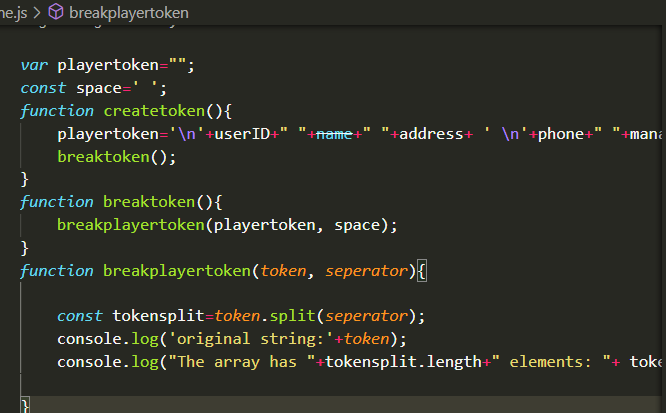 me.js > breakplayertoken
var playertoken="";
const space=' ';
function createtoken(){
playertoken='\n'+userID+" "+name+" "+address+ ' \n'+phone+" "+mana
breaktoken();
}
function breaktoken(){
breakplayertoken(playertoken, space);
}
function breakplayertoken(token, seperator){
const tokensplit=token.split(seperator);
console.log('original string:'+token);
console.log("The array has "+tokensplit.length+" elements: "+ toke
}